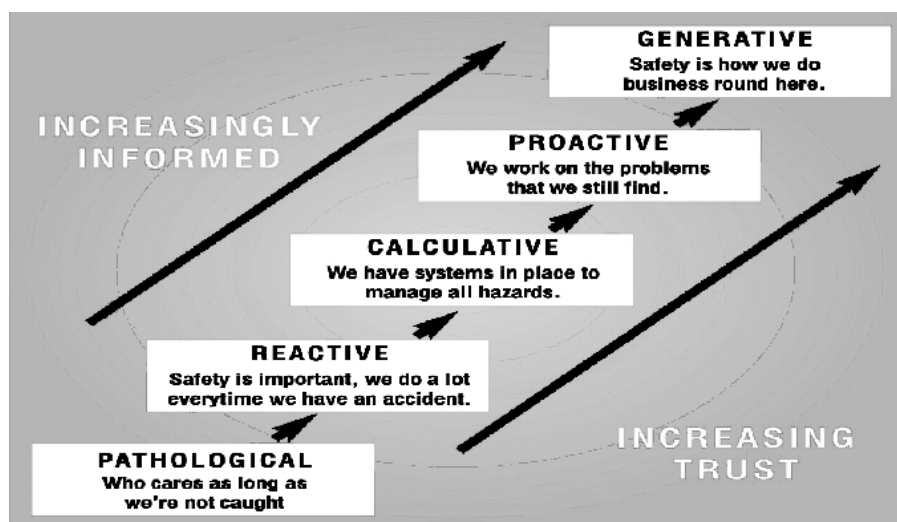 GENERATIVE
Safety is how we do
business round here.
INCREASINGLY
INFORMED
PROACTIVE
We work on the problems
that we still find.
CALCULATIVE
We have systems in place to
manage all hazards.
REACTIVE
Safety is important, we do a lot
everytime we have an accident.
INCREASING
TRUST
PATHOLOGICAL
Who cares as long as
we're not caught